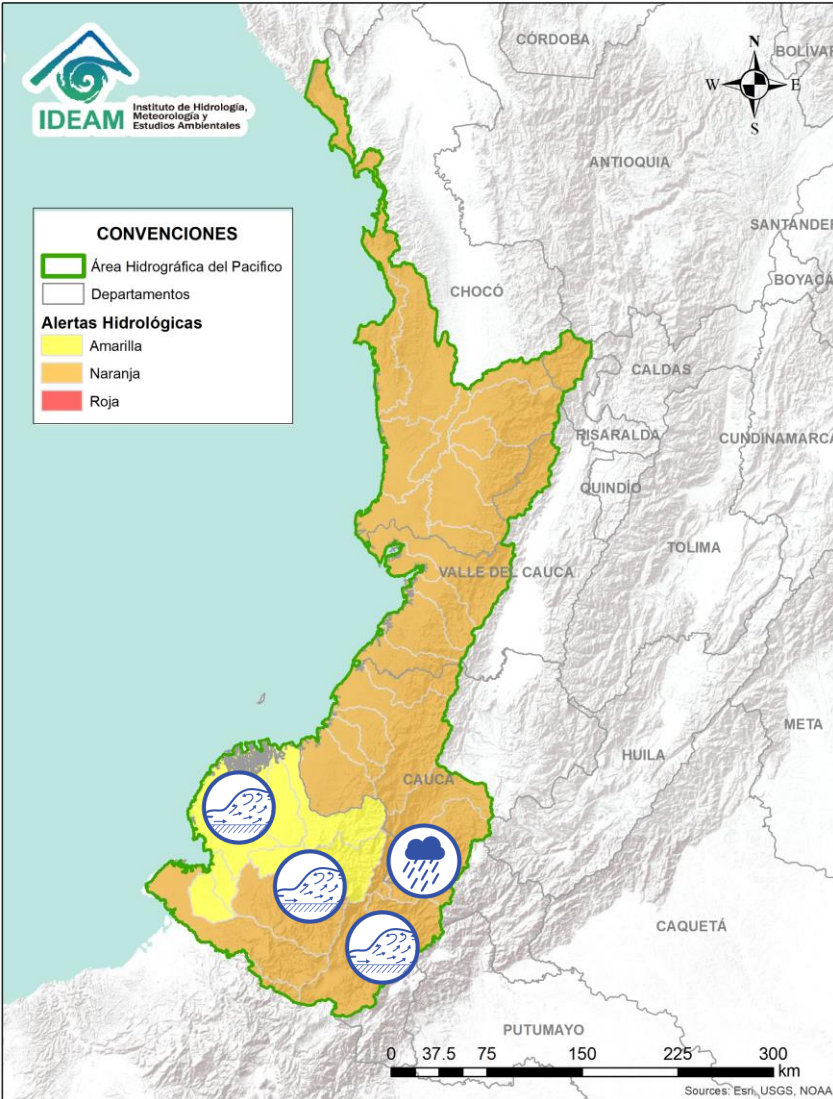 IDEAM
Instituto de Hidrología,
Meteorología y
Estudios Ambientales
N
W E
S
CÓRDOBA
BOLÍVAR
ANTIOQUIA
SANTANDER
BOYACÁ
CHOCÓ
CONVENCIONES
Área Hidrográfica del Pacifico
Departamentos
Alertas Hidrológicas
Amarilla
Naranja
Roja
CALDAS
RISARALDA
CUNDINAMARCA
QUINDÍO
TOLIMA
VALLE DEL CAUCA
META
HUILA
CAUCA
CAQUETÁ
PUTUMAYO
0 37.5 75 150 225 300
km
Sources: Esri, USGS, NOAA